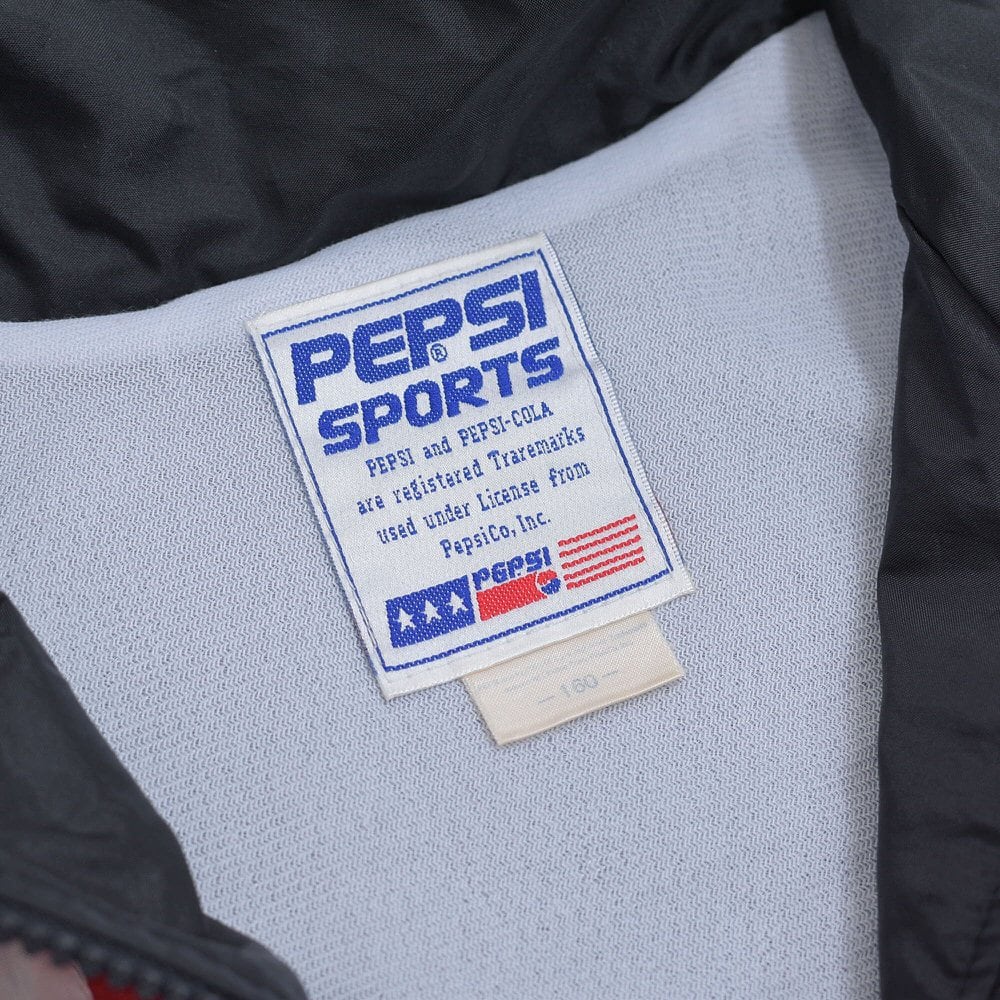 PEPSI
®
SPORTS
PEPSI and PEPSI-COLA
are registered Traremarks
used under License from
PepsiCo, Inc.
PEPSI
— 160 —